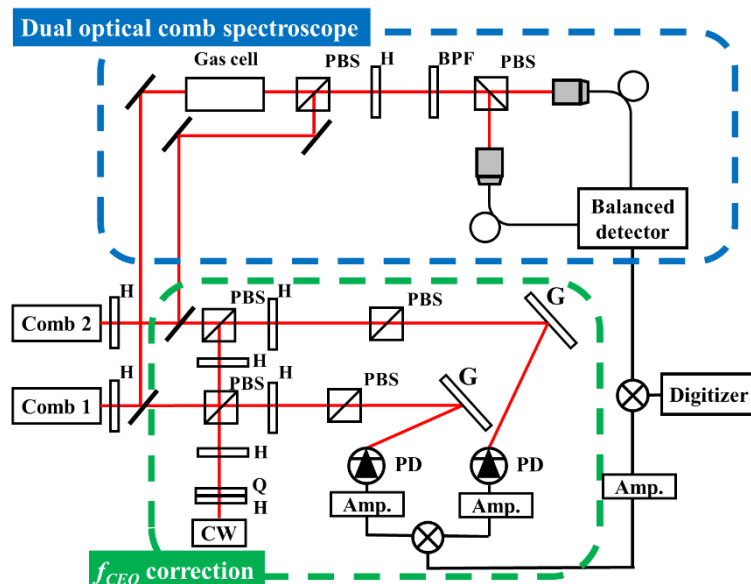 Dual optical comb spectroscope
Gas cell
PBS
H
BPF
PBS
Balanced
detector
H
Comb 2
PBS
H
PBS
G
H
H
Comb 1
PBS
H
PBS
G
Digitizer
H
PD
PD
Q
H
Amp.
Amp.
Amp.
CW
fCEO correction